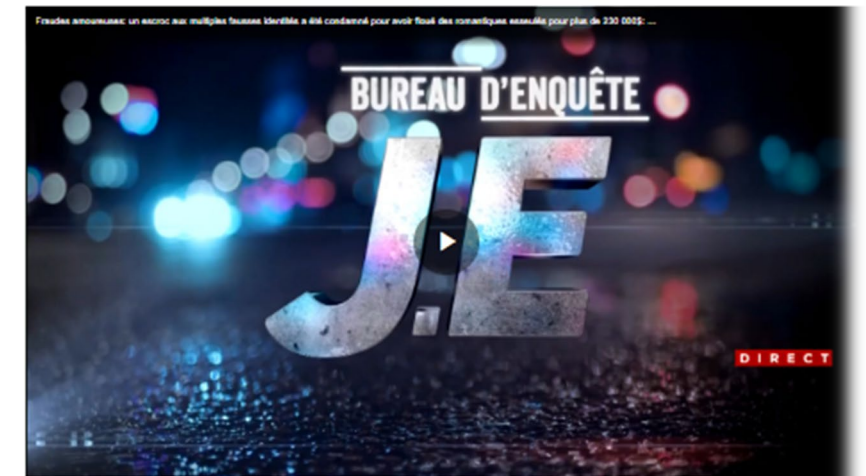 Fraudes amoureuses: un escroc aux multiples fausses identités a été condamné pour avoir floué des romantiques esseulés pour plus de 230 000$: ...
BUREAU D'ENQUÊTE
J.E
DIRECT